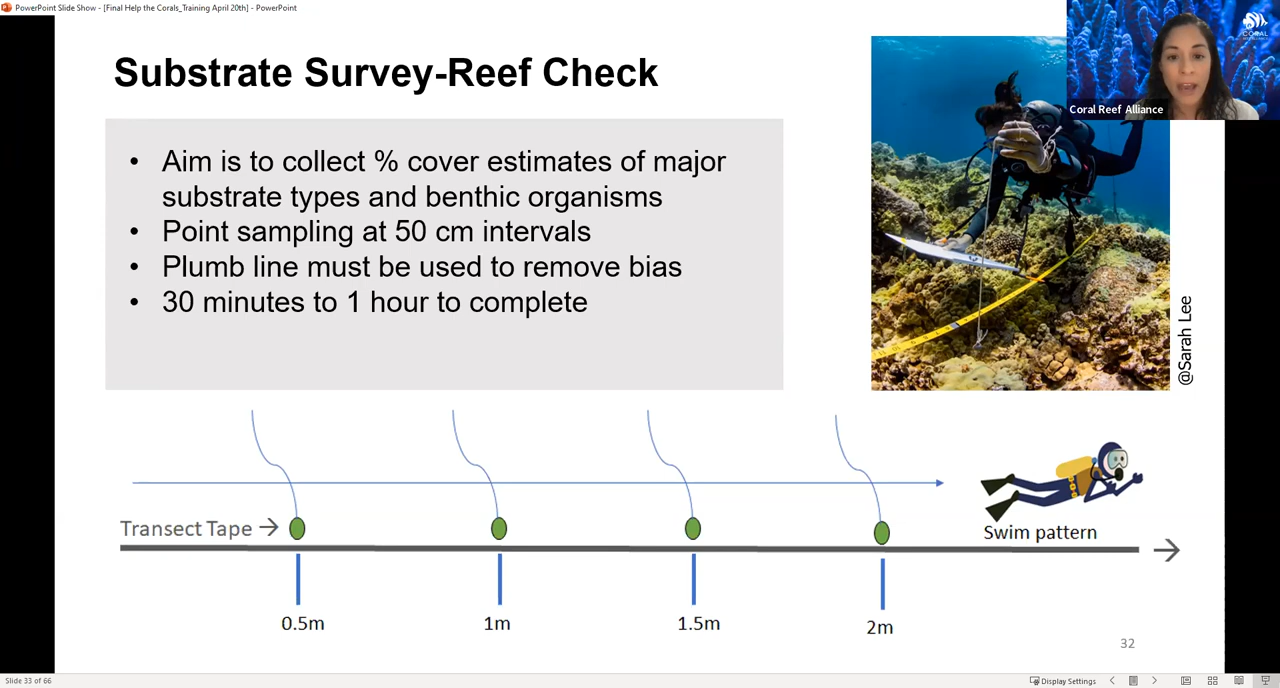 PowerPoint Slide Show - [Final Help the Corals_Training April 20th] - PowerPoint
Substrate Survey-Reef Check
• Aim is to collect % cover estimates of major
substrate types and benthic organisms
• Point sampling at 50 cm intervals
• Plumb line must be used to remove bias
• 30 minutes to 1 hour to complete
CORAL
Coral Reef Alliance
@Sarah Lee
Transect Tape →
Swim pattern
0.5m
1m
1.5m
2m
32
Slide 33 of 66
Display Settings